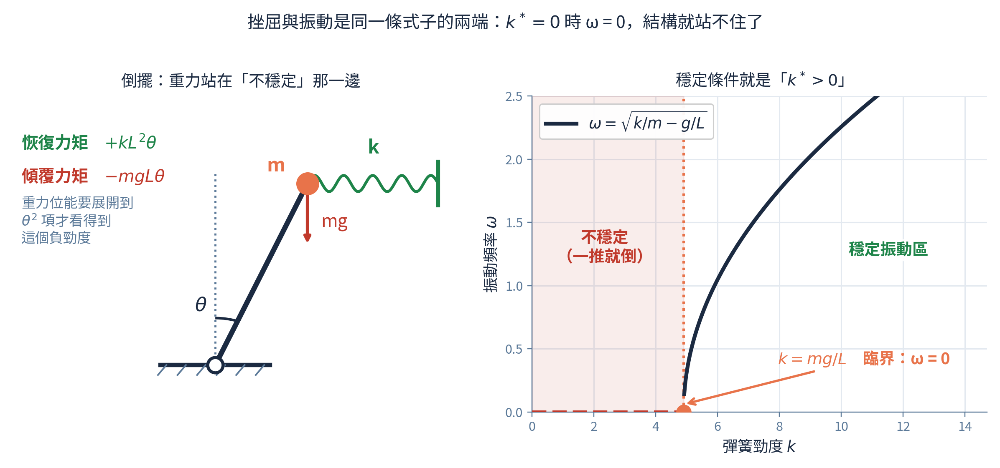 挫屈與振動是同一條式子的兩端：k* = 0 時 ω = 0，結構就站不住了
倒擺：重力站在「不穩定」那一邊
恢復力矩 +kL²θ
傾覆力矩 −mgLθ
重力位能要展開到
θ² 項才看得到
這個負勁度
m
k
mg
θ
穩定條件就是「k* > 0」
ω = √(k/m − g/L)
不穩定
（一推就倒）
穩定振動區
k = mg/L 臨界：ω = 0
振動頻率 ω
2.5
2.0
1.5
1.0
0.5
0.0
0 2 4 6 8 10 12 14
彈簧勁度 k